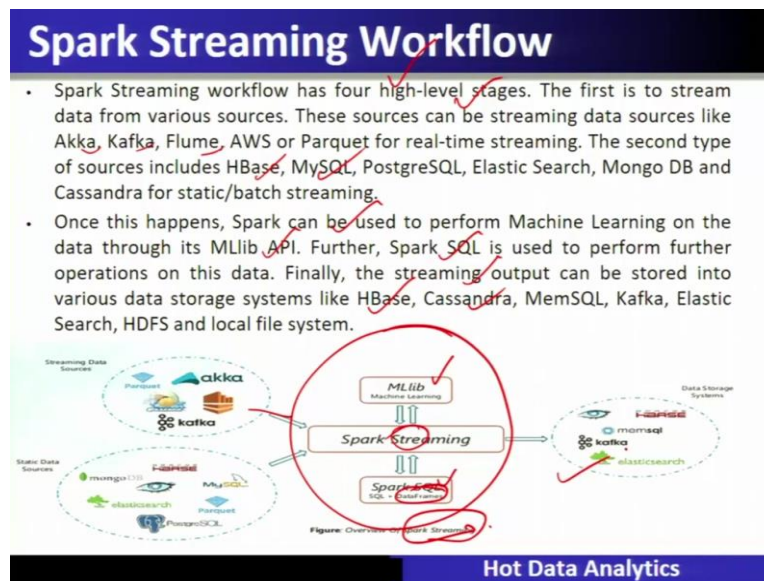 Spark Streaming Workflow
• Spark Streaming workflow has four high-level stages. The first is to stream
data from various sources. These sources can be streaming data sources like
Akka, Kafka, Flume, AWS or Parquet for real-time streaming. The second type
of sources includes HBase, MySQL, PostgreSQL, Elastic Search, Mongo DB and
Cassandra for static/batch streaming.
• Once this happens, Spark can be used to perform Machine Learning on the
data through its MLlib API. Further, Spark SQL is used to perform further
operations on this data. Finally, the streaming output can be stored into
various data storage systems like HBase, Cassandra, MemSQL, Kafka, Elastic
Search, HDFS and local file system.
Streaming Data
Sources
Parquet
akka
kafka
Static Data
Sources
mongoDB
MySQL
elasticsearch
Parquet
PostgreSQL
MLlib
Machine Learning
Spark Streaming
Spark SQL
SQL + DataFrames
Figure: Overview Of Spark Streaming
Data Storage
Systems
memsql
kafka
elasticsearch
Hot Data Analytics